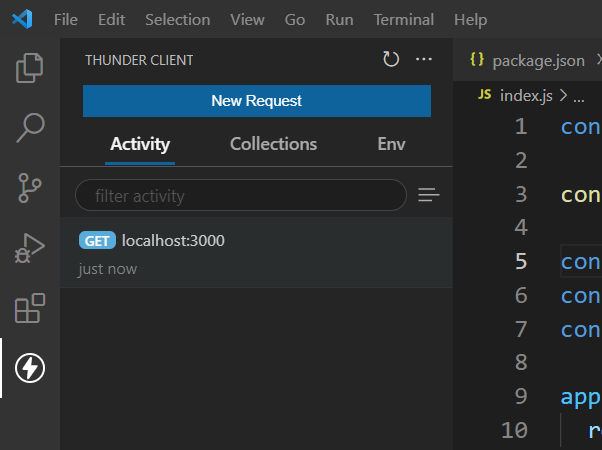 File Edit Selection View Go Run Terminal Help
THUNDER CLIENT
New Request
Activity Collections Env
filter activity
GET localhost:3000
just now
{} package.json
JS index.js > ...
1 con
2
3 con
4
5 con
6 con
7 con
8
9 app
10 re